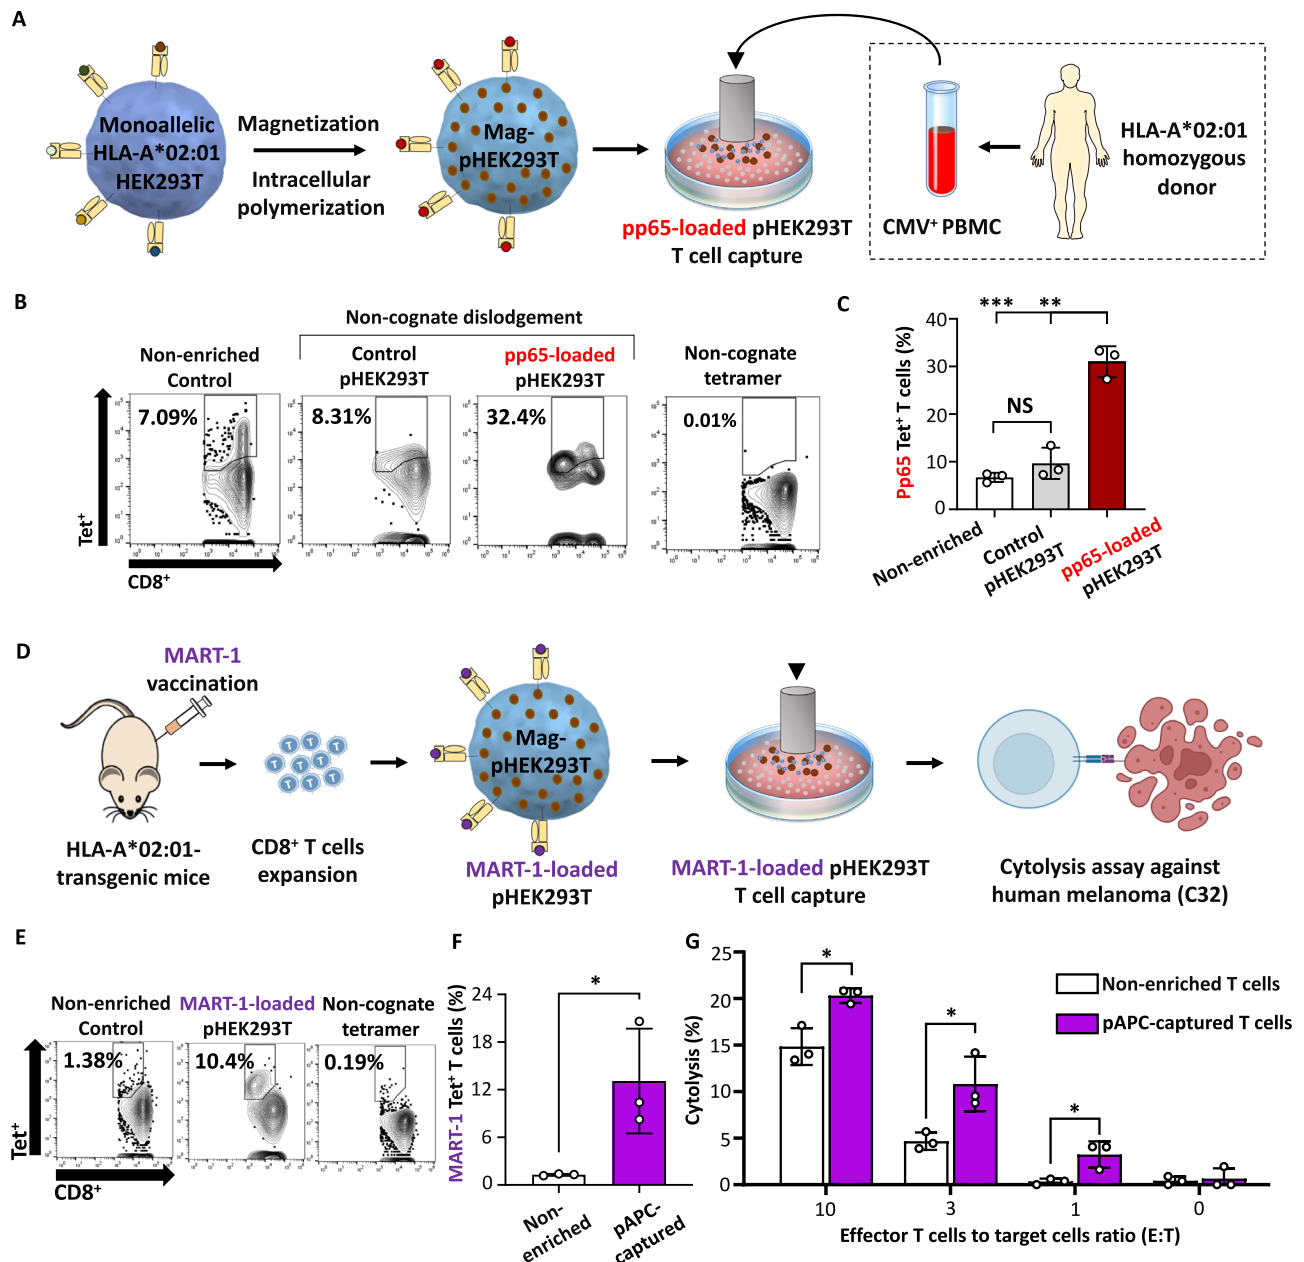 A
Monoallelic
HLA-A*02:01
HEK293T
Magnetization
Intracellular
polymerization
Mag-
pHEK293T
pp65-loaded pHEK293T
T cell capture
CMV+ PBMC
HLA-A*02:01
homozygous
donor
B
Non-cognate dislodgement
Non-enriched
Control
Control
pHEK293T
pp65-loaded
pHEK293T
Non-cognate
tetramer
7.09%
8.31%
32.4%
0.01%
Tet+
CD8+
C
*** **
NS
Pp65 Tet+ T cells (%)
40
30
20
10
0
Non-enriched
Control
pHEK293T
pp65-loaded
pHEK293T
D
MART-1
vaccination
HLA-A*02:01-
transgenic mice
T T T T T T T T
CD8+ T cells
expansion
Mag-
pHEK293T
MART-1-loaded
pHEK293T
MART-1-loaded pHEK293T
T cell capture
Cytolysis assay against
human melanoma (C32)
E
Non-enriched
Control
MART-1-loaded
pHEK293T
Non-cognate
tetramer
1.38%
10.4%
0.19%
Tet+
CD8+
F
MART-1 Tet+ T cells (%)
24
18
12
6
0
*
Non-
enriched
pAPC-
captured
G
Cytolysis (%)
25
20
15
10
5
0
*
*
*
Non-enriched T cells
pAPC-captured T cells
10 3 1 0
Effector T cells to target cells ratio (E:T)